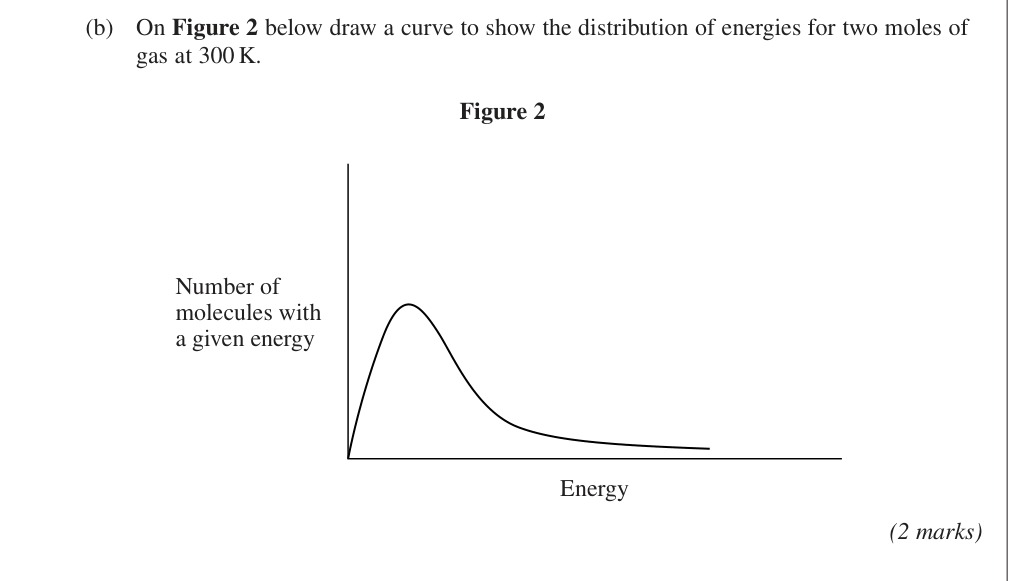 (b) On Figure 2 below draw a curve to show the distribution of energies for two moles of
gas at 300 K.
Figure 2
Number of
molecules with
a given energy
Energy
(2 marks)